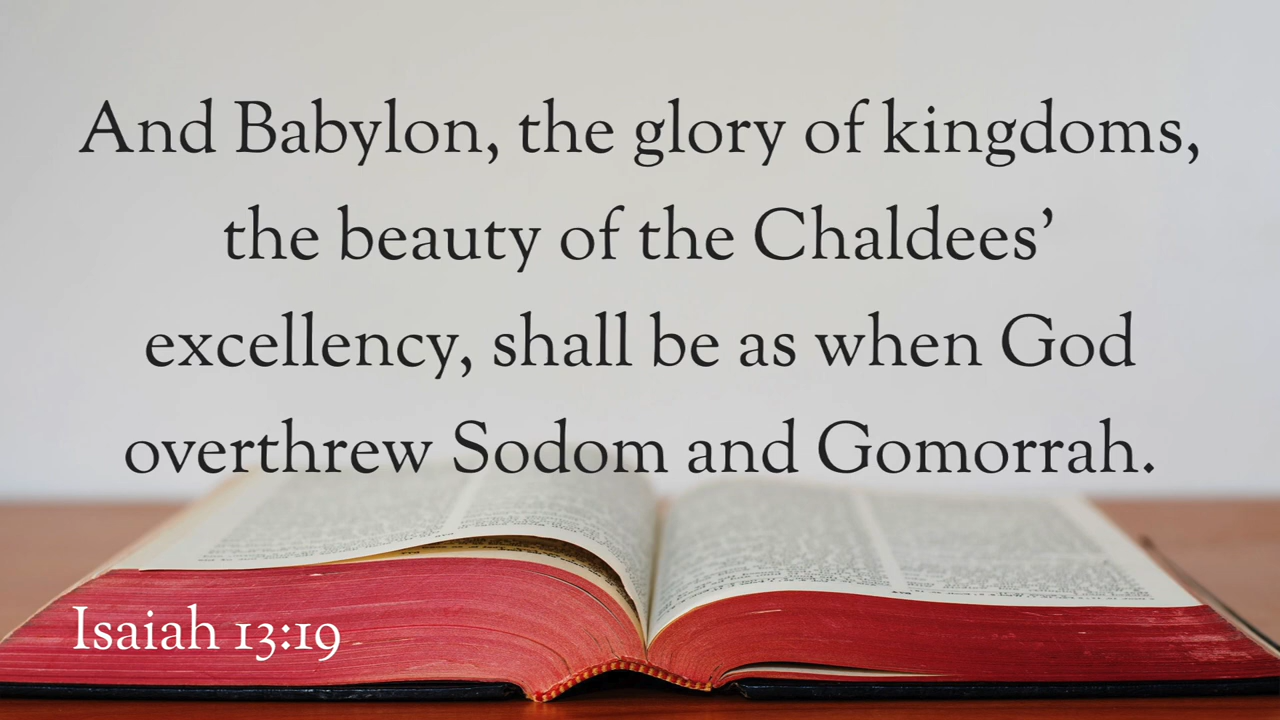 And Babylon, the glory of kingdoms,
the beauty of the Chaldees’
excellency, shall be as when God
overthrew Sodom and Gomorrah.
Isaiah 13:19